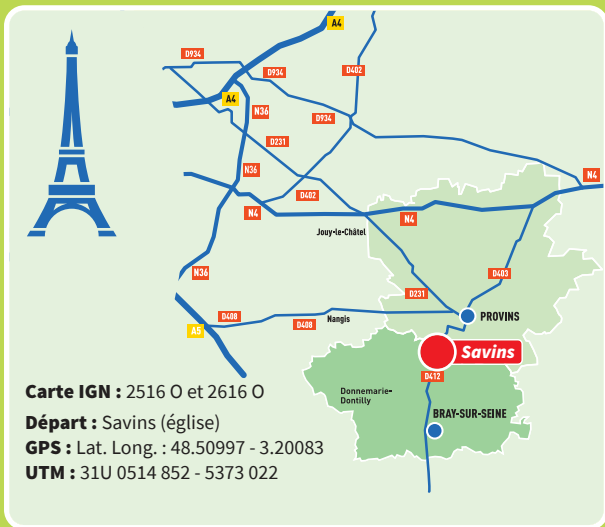 A4
D934
D934
D402
A4
N36
D934
D231
N36
D402
N4
N4
N4
Jouy-le-Châtel
N36
D403
D231
PROVINS
D408
D408
Nangis
A5
Savins
D412
Donnemarie-
Dontilly
BRAY-SUR-SEINE
Carte IGN : 2516 O et 2616 O
Départ : Savins (église)
GPS : Lat. Long. : 48.50997 - 3.20083
UTM : 31U 0514 852 - 5373 022